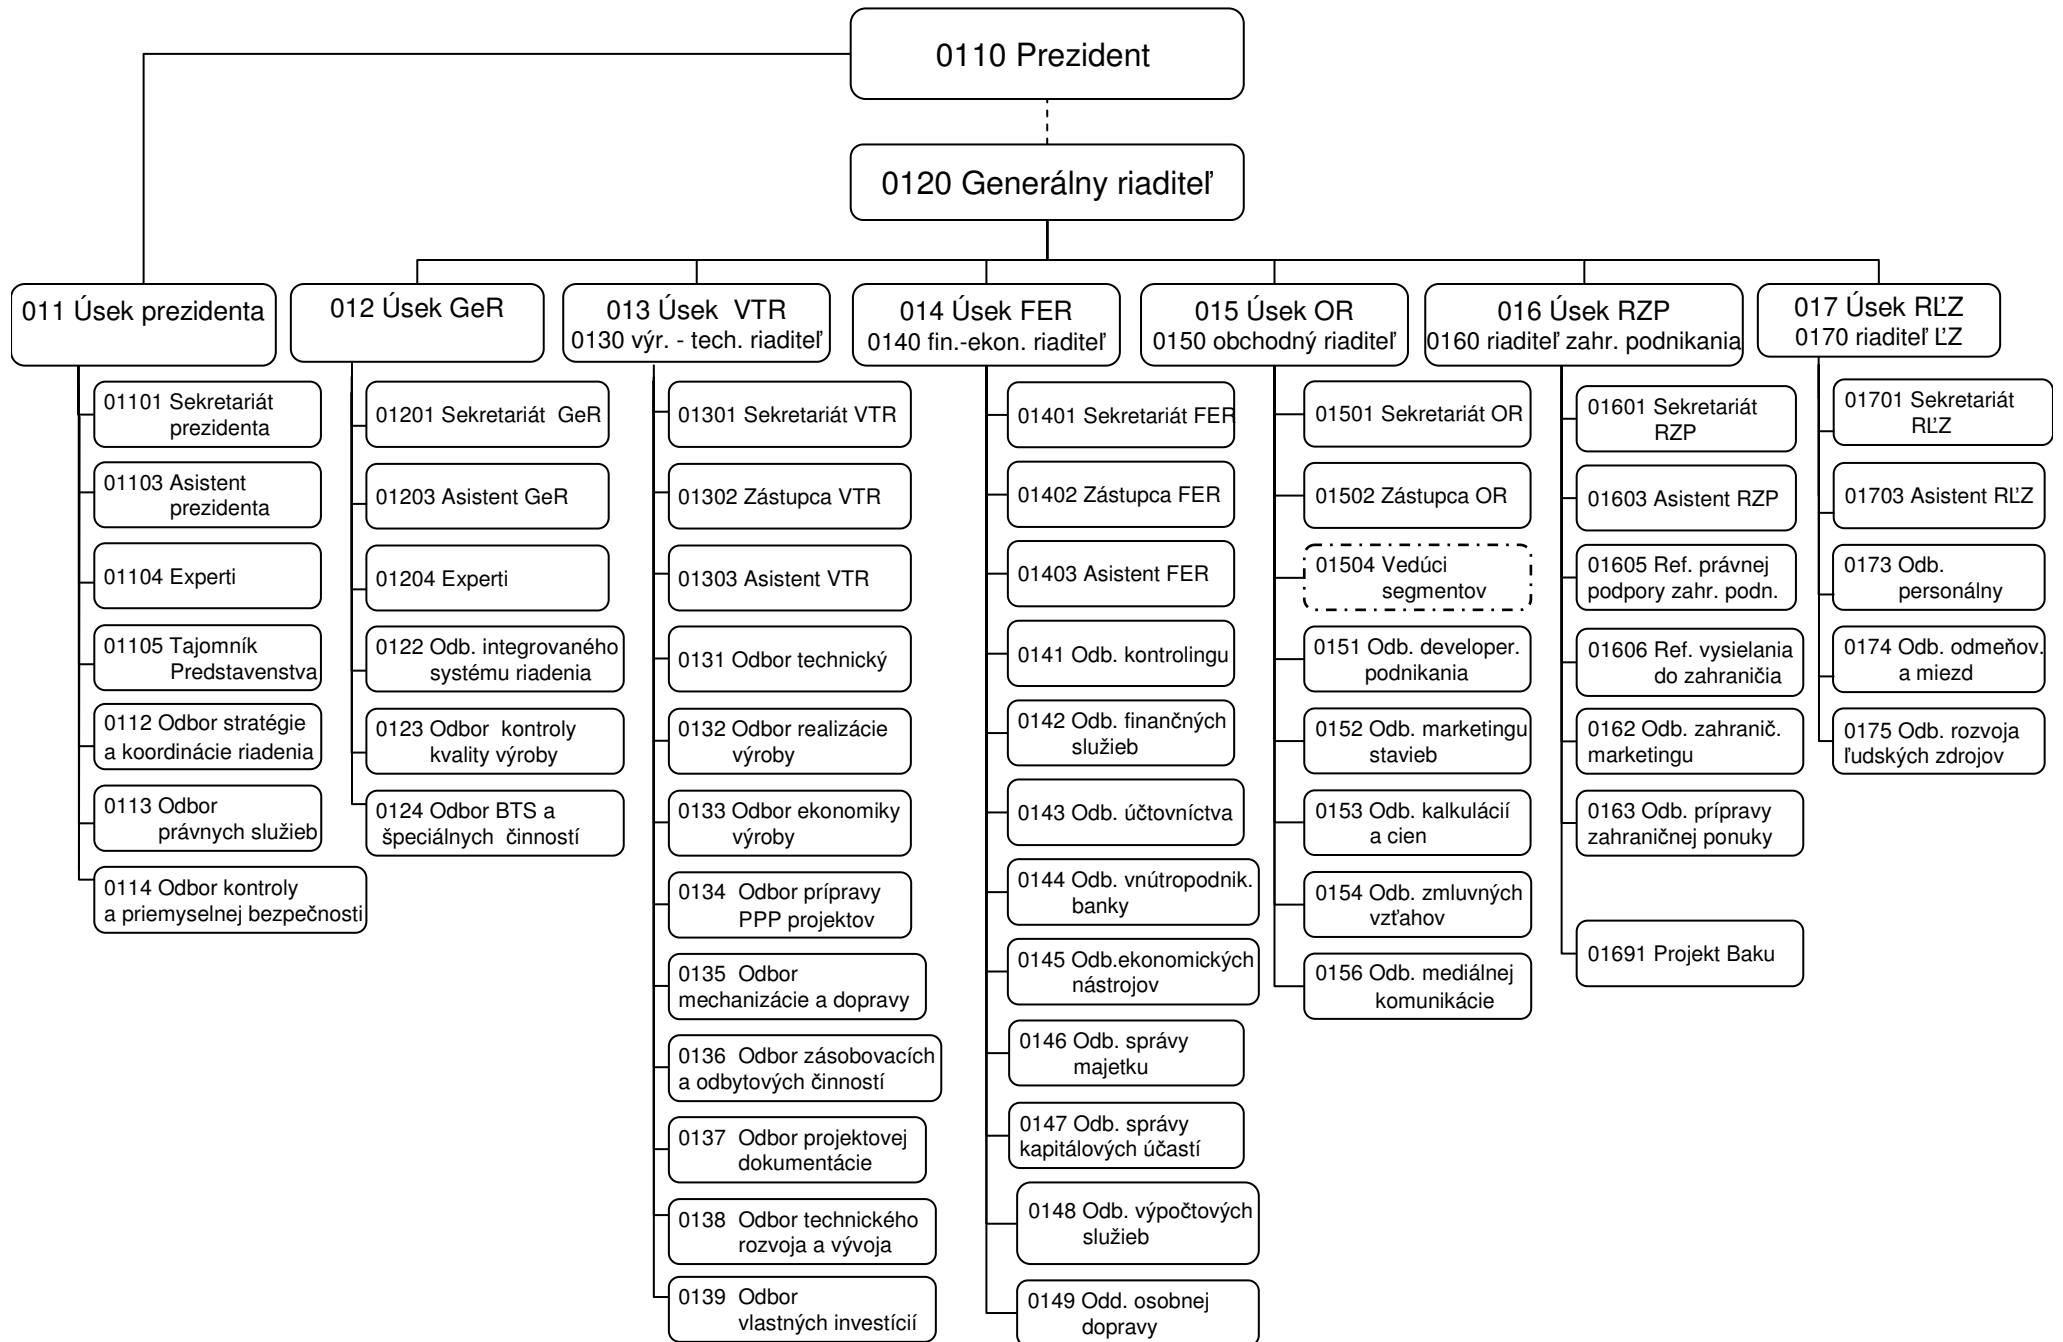 0110 Prezident
0120 Generálny riaditeľ
011 Úsek prezidenta
012 Úsek GeR
013 Úsek VTR
0130 výr. - tech. riaditeľ
014 Úsek FER
0140 fin.-ekon. riaditeľ
015 Úsek OR
0150 obchodný riaditeľ
016 Úsek RZP
0160 riaditeľ zahr. podnikania
017 Úsek RĽZ
0170 riaditeľ ĽZ
01101 Sekretariát
prezidenta
01103 Asistent
prezidenta
01104 Experti
01105 Tajomník
Predstavenstva
0112 Odbor stratégie
a koordinácie riadenia
0113 Odbor
právnych služieb
0114 Odbor kontroly
a priemyselnej bezpečnosti
01201 Sekretariát GeR
01203 Asistent GeR
01204 Experti
0122 Odb. integrovaného
systému riadenia
0123 Odbor kontroly
kvality výroby
0124 Odbor BTS a
špeciálnych činností
01301 Sekretariát VTR
01302 Zástupca VTR
01303 Asistent VTR
0131 Odbor technický
0132 Odbor realizácie
výroby
0133 Odbor ekonomiky
výroby
0134 Odbor prípravy
PPP projektov
0135 Odbor
mechanizácie a dopravy
0136 Odbor zásobovacích
a odbytových činností
0137 Odbor projektovej
dokumentácie
0138 Odbor technického
rozvoja a vývoja
0139 Odbor
vlastných investícií
01401 Sekretariát FER
01402 Zástupca FER
01403 Asistent FER
0141 Odb. kontrolingu
0142 Odb. finančných
služieb
0143 Odb. účtovníctva
0144 Odb. vnútropodnik.
banky
0145 Odb.ekonomických
nástrojov
0146 Odb. správy
majetku
0147 Odb. správy
kapitálových účastí
0148 Odb. výpočtových
služieb
0149 Odd. osobnej
dopravy
01501 Sekretariát OR
01502 Zástupca OR
01504 Vedúci
segmentov
0151 Odb. developer.
podnikania
0152 Odb. marketingu
stavieb
0153 Odb. kalkulácií
a cien
0154 Odb. zmluvných
vzťahov
0156 Odb. mediálnej
komunikácie
01601 Sekretariát
RZP
01603 Asistent RZP
01605 Ref. právnej
podpory zahr. podn.
01606 Ref. vysielania
do zahraničia
0162 Odb. zahranič.
marketingu
0163 Odb. prípravy
zahraničnej ponuky
01691 Projekt Baku
01701 Sekretariát
RĽZ
01703 Asistent RĽZ
0173 Odb.
personálny
0174 Odb. odmeňov.
a miezd
0175 Odb. rozvoja
ľudských zdrojov